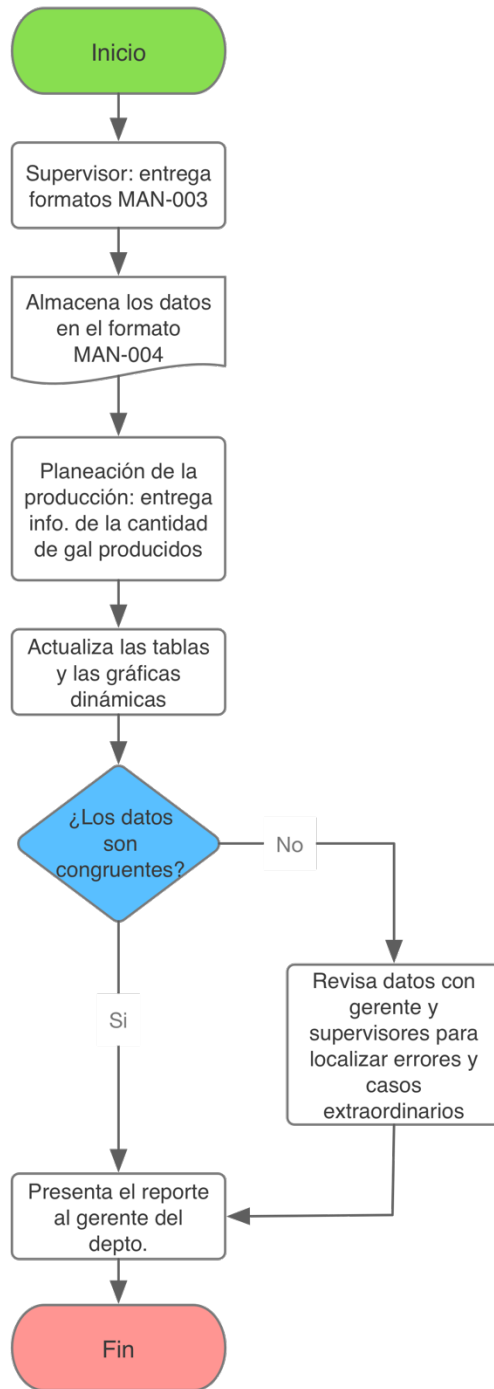 Inicio
Supervisor: entrega
formatos MAN-003
Almacena los datos
en el formato
MAN-004
Planeación de la
producción: entrega
info. de la cantidad
de gal producidos
Actualiza las tablas
y las gráficas
dinámicas
¿Los datos
son
congruentes?
No
Revisa datos con
gerente y
supervisores para
localizar errores y
casos
extraordinarios
Si
Presenta el reporte
al gerente del
depto.
Fin